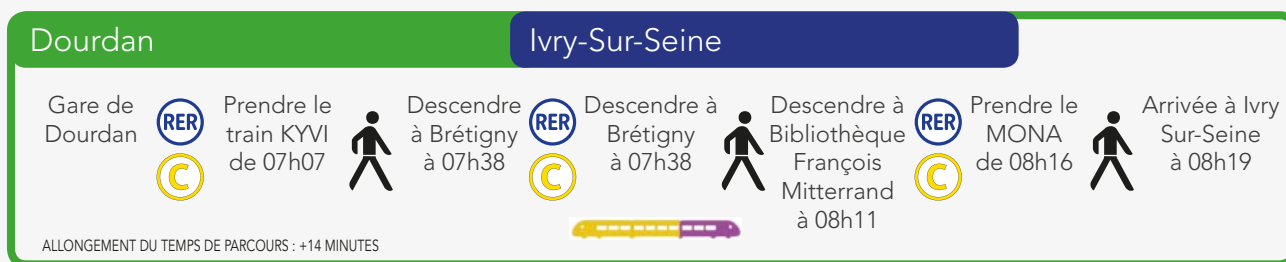 Dourdan
Ivry-Sur-Seine
Gare de
Dourdan
RER
C
Prendre le
train KYVI
de 07h07
Descendre
à Brétigny
à 07h38
RER
C
Descendre à
Brétigny
à 07h38
Descendre à
Bibliothèque
François
Mitterrand
à 08h11
RER
C
Prendre le
MONA
de 08h16
Arrivée à Ivry
Sur-Seine
à 08h19
ALLONGEMENT DU TEMPS DE PARCOURS : +14 MINUTES